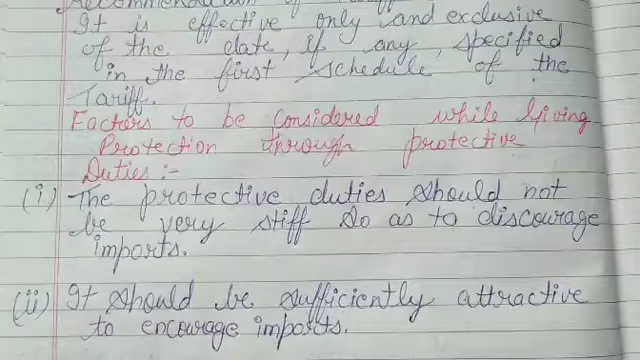 Recommendation of
It is effective only and exclusive
of the date, if any, specified
in the first schedule of the
Tariff.
Factors to be considered while Giving
Protection through protective
Duties :-
(i) The protective duties should not
be very stiff so as to discourage
imports.
(ii) It should be sufficiently attractive
to encourage imports.